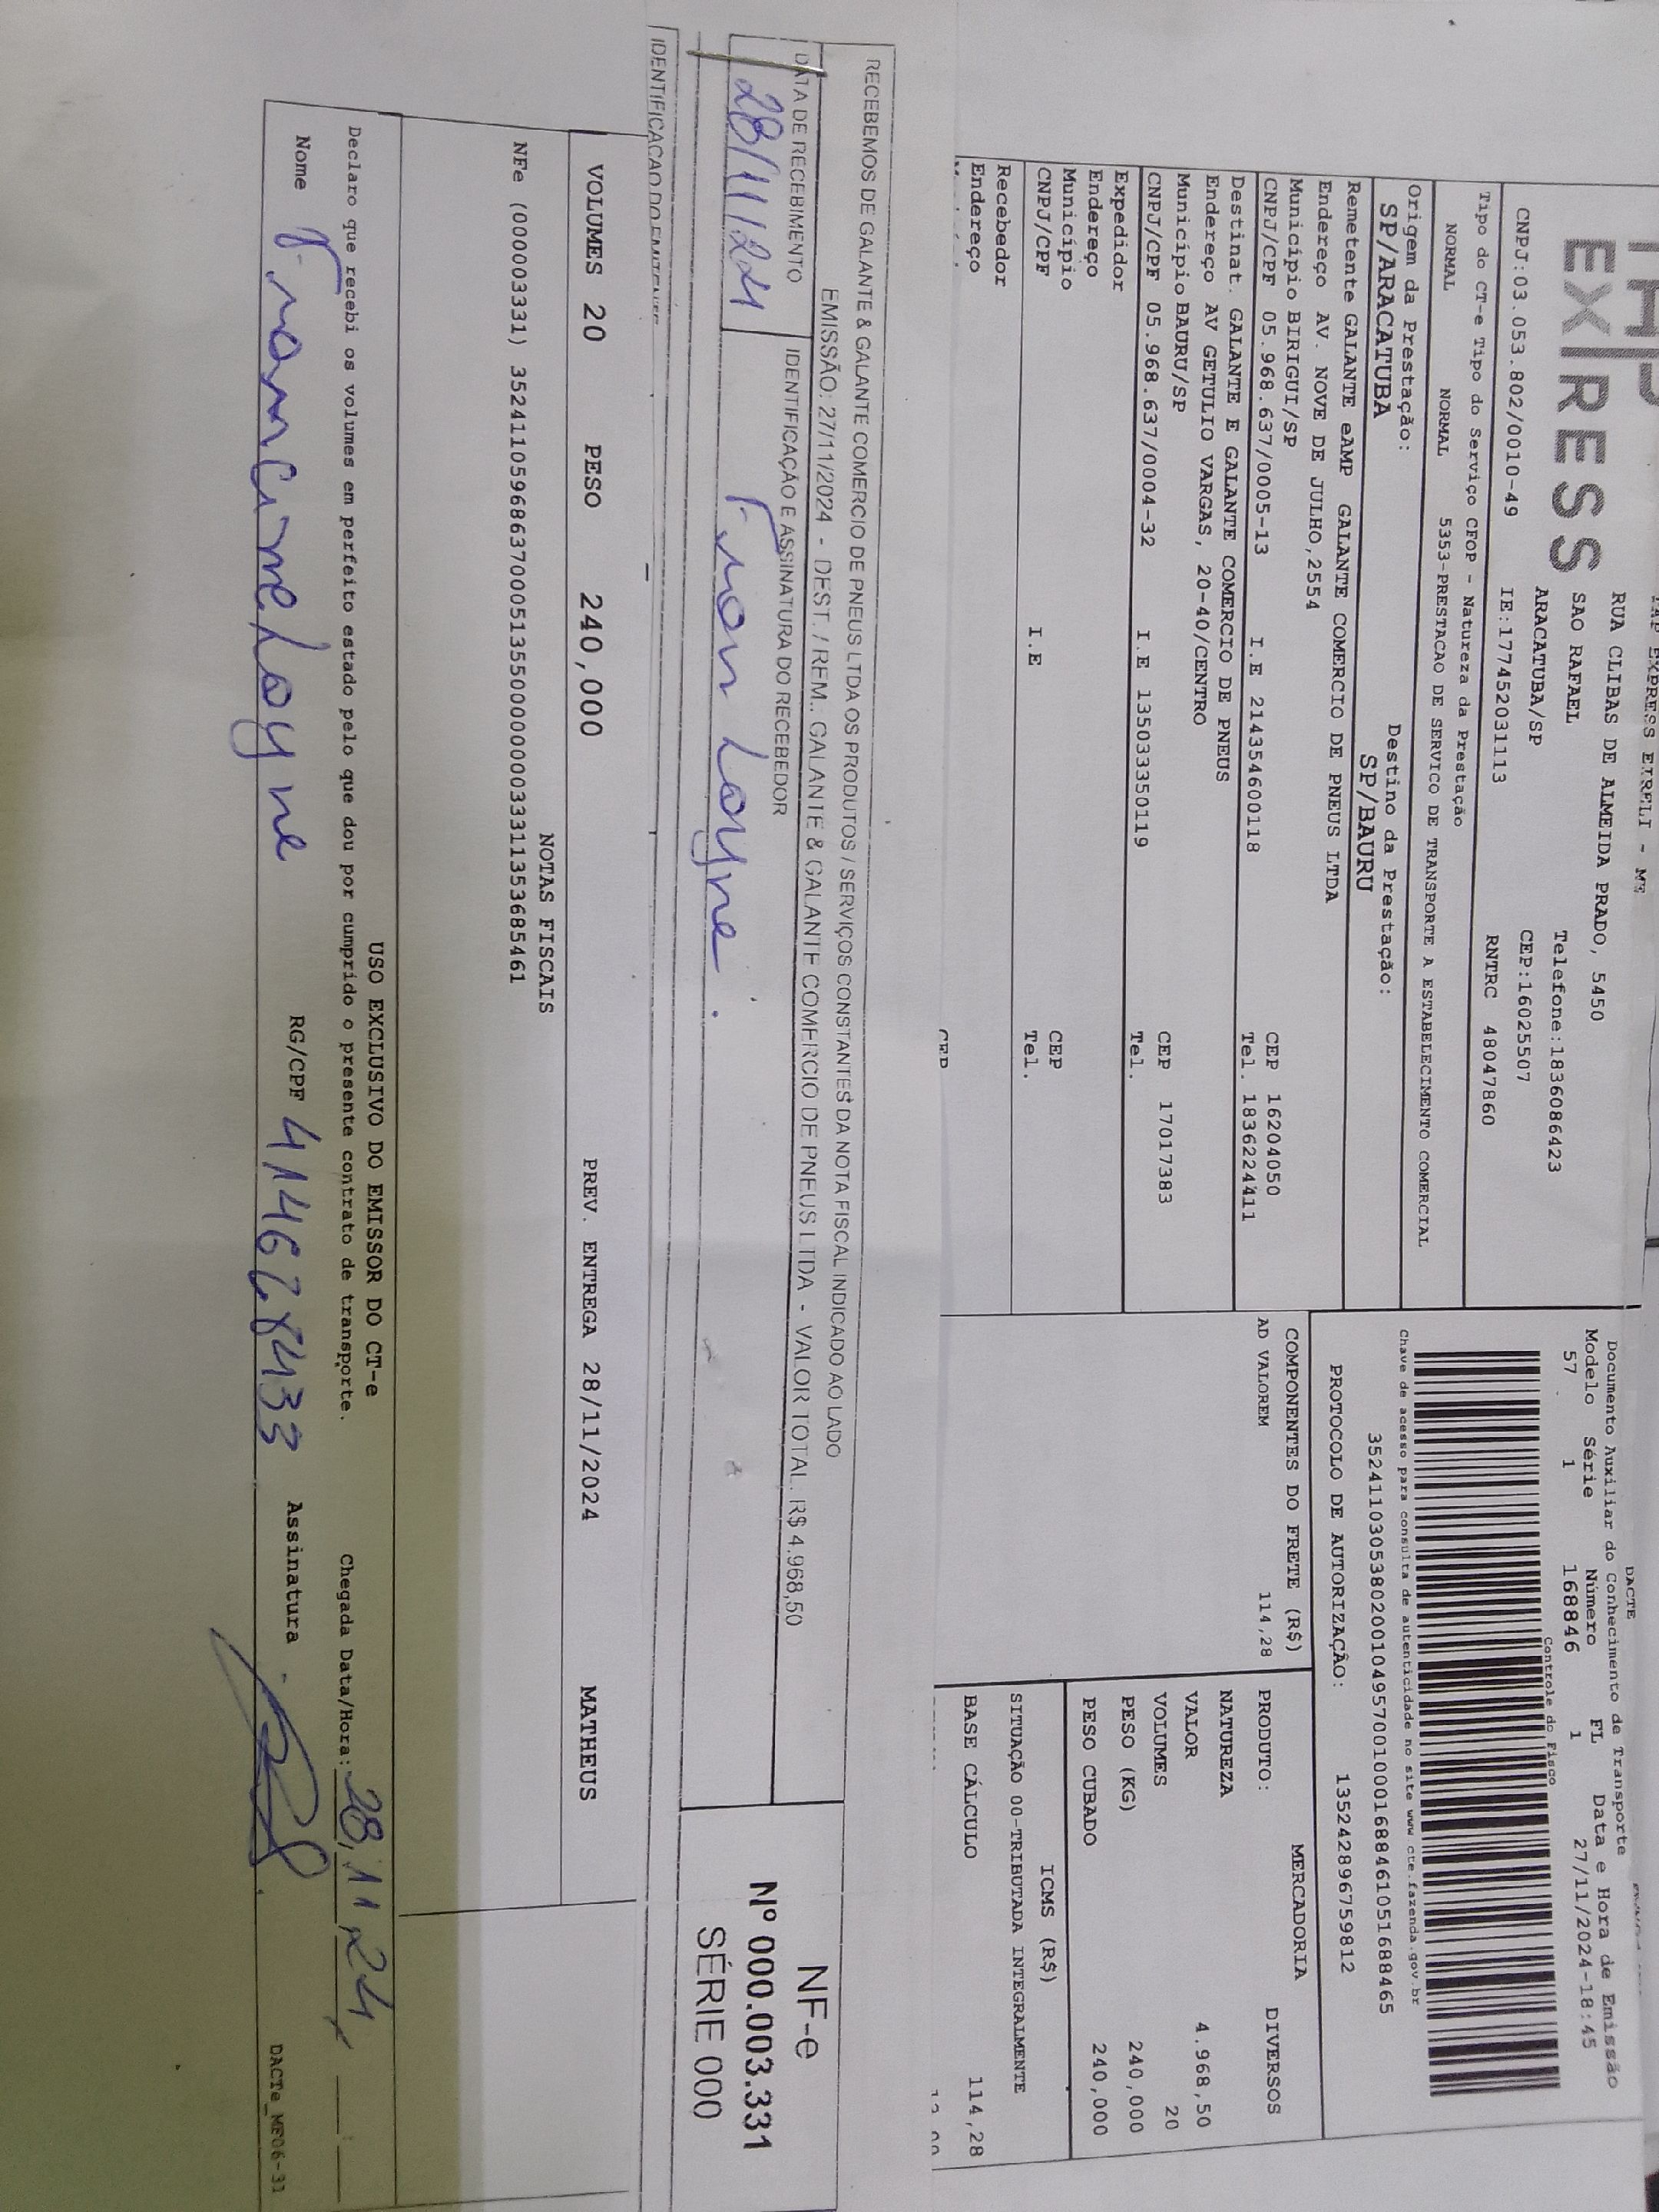 EXPRESS EIRELI - ME
EX|RESS
RUA CLIBAS DE ALMEIDA PRADO, 5450
SAO RAFAEL
Telefone:1836086423
ARACATUBA/SP
CEP:16025507
CNPJ:03.053.802/0010-49 IE:177452031113 RNTRC 48047860
Tipo do CT-e Tipo do Serviço CFOP - Natureza da Prestação
NORMAL NORMAL 5353-PRESTACAO DE SERVICO DE TRANSPORTE A ESTABELECIMENTO COMERCIAL
Origem da Prestação: Destino da Prestação:
SP/ARACATUBA SP/BAURU
Remetente GALANTE eAMP GALANTE COMERCIO DE PNEUS LTDA
Endereço AV. NOVE DE JULHO,2554
Município BIRIGUI/SP CEP 16204050
CNPJ/CPF 05.968.637/0005-13 I.E 214354600118 Tel. 1836224411
Destinat. GALANTE E GALANTE COMERCIO DE PNEUS
Endereço AV GETULIO VARGAS, 20-40/CENTRO
Município BAURU/SP CEP 17017383
CNPJ/CPF 05.968.637/0004-32 I.E 135033350119 Tel.
Expedidor
Endereço
Município CEP
CNPJ/CPF I.E Tel.
Recebedor
Endereço
CEP
DACTE
Documento Auxiliar do Conhecimento de Transporte
Modelo Série Número FL Data e Hora de Emissão
57 1 168846 1 27/11/2024-18:45
Controle do Fisco
Chave de acesso para consulta de autenticidade no site www.cte.fazenda.gov.br
35241103053802001049570010001688461051688465
PROTOCOLO DE AUTORIZAÇÃO: 135242896759812
COMPONENTES DO FRETE (R$)
AD VALOREM 114,28
MERCADORIA
PRODUTO: DIVERSOS
NATUREZA
VALOR 4.968,50
VOLUMES 20
PESO (KG) 240,000
PESO CUBADO 240,000
ICMS (R$)
SITUAÇÃO 00-TRIBUTADA INTEGRALMENTE
BASE CÁLCULO 114,28
RECEBEMOS DE GALANTE & GALANTE COMERCIO DE PNEUS LTDA OS PRODUTOS / SERVIÇOS CONSTANTES DA NOTA FISCAL INDICADO AO LADO
EMISSÃO: 27/11/2024 - DEST. / REM.: GALANTE & GALANTE COMERCIO DE PNEUS LTDA - VALOR TOTAL: R$ 4.968,50
DATA DE RECEBIMENTO IDENTIFICAÇÃO E ASSINATURA DO RECEBEDOR
28/11/24 Fran Loyne.
NF-e
Nº 000.003.331
SÉRIE 000
IDENTIFICACAO DO EMITENTE
VOLUMES 20 PESO 240,000 PREV. ENTREGA 28/11/2024 MATHEUS
NOTAS FISCAIS
NFe (000003331) 35241105968637000513550000000033311353685461
USO EXCLUSIVO DO EMISSOR DO CT-e
Declaro que recebi os volumes em perfeito estado pelo que dou por cumprido o presente contrato de transporte. Chegada Data/Hora: 28/11/24
Nome RG/CPF Assinatura
DACTe_MF06-31